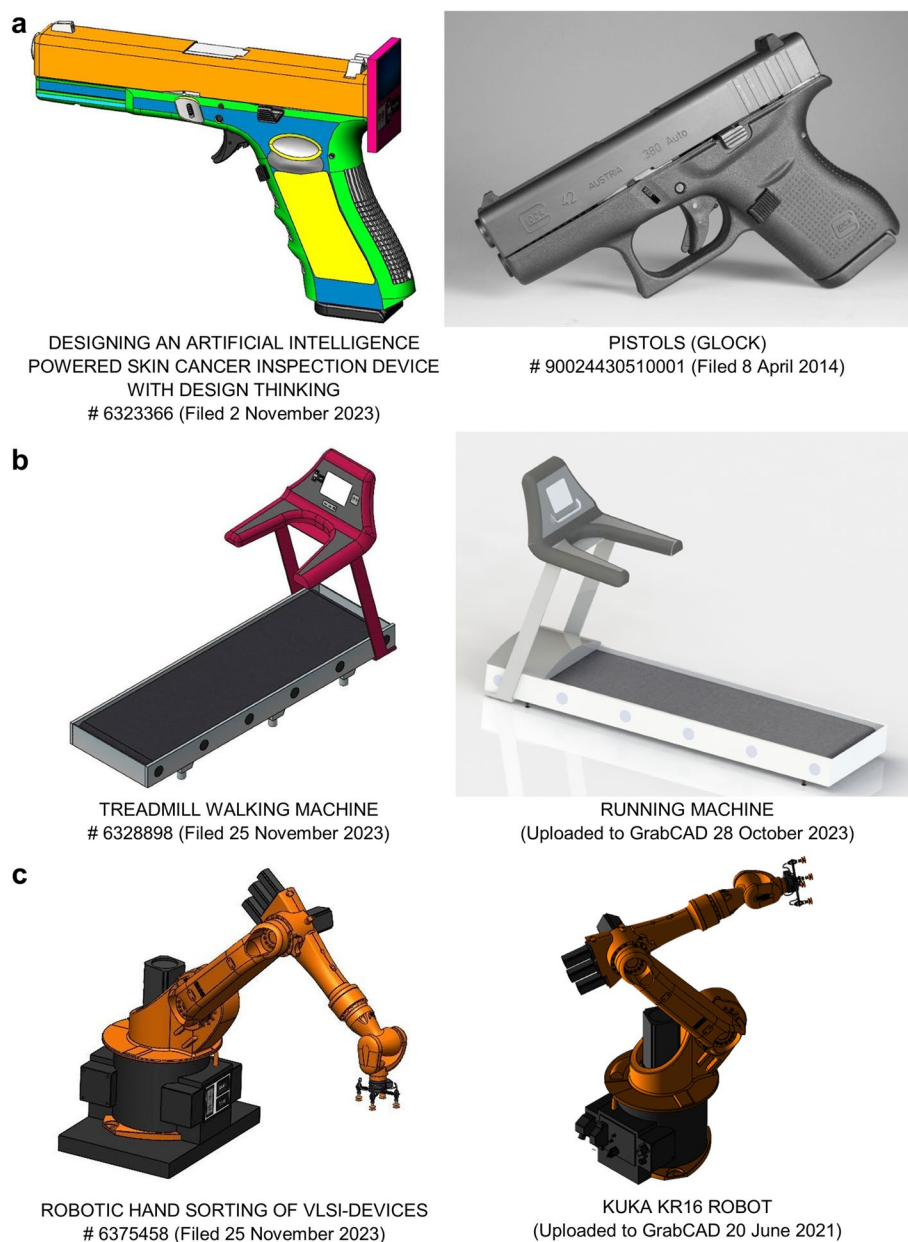 a
DESIGNING AN ARTIFICIAL INTELLIGENCE
POWERED SKIN CANCER INSPECTION DEVICE
WITH DESIGN THINKING
# 6323366 (Filed 2 November 2023)
42 AUSTRIA 380 Auto
GLOCK
PISTOLS (GLOCK)
# 90024430510001 (Filed 8 April 2014)
b
TREADMILL WALKING MACHINE
# 6328898 (Filed 25 November 2023)
RUNNING MACHINE
(Uploaded to GrabCAD 28 October 2023)
c
ROBOTIC HAND SORTING OF VLSI-DEVICES
# 6375458 (Filed 25 November 2023)
KUKA KR16 ROBOT
(Uploaded to GrabCAD 20 June 2021)